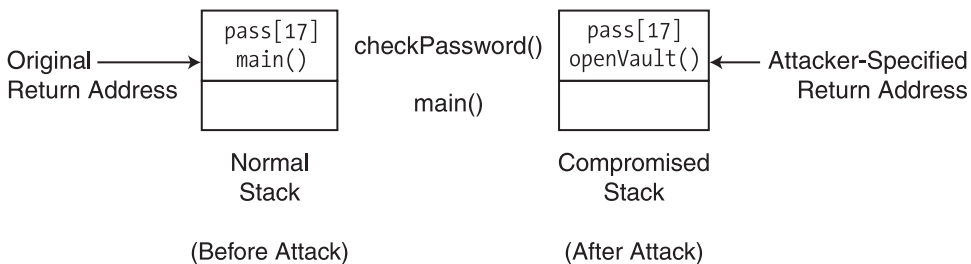 pass[17]
main()
checkPassword()
pass[17]
openVault()
Original
Return Address
Attacker-Specified
Return Address
main()
Normal
Stack
Compromised
Stack
(Before Attack)
(After Attack)